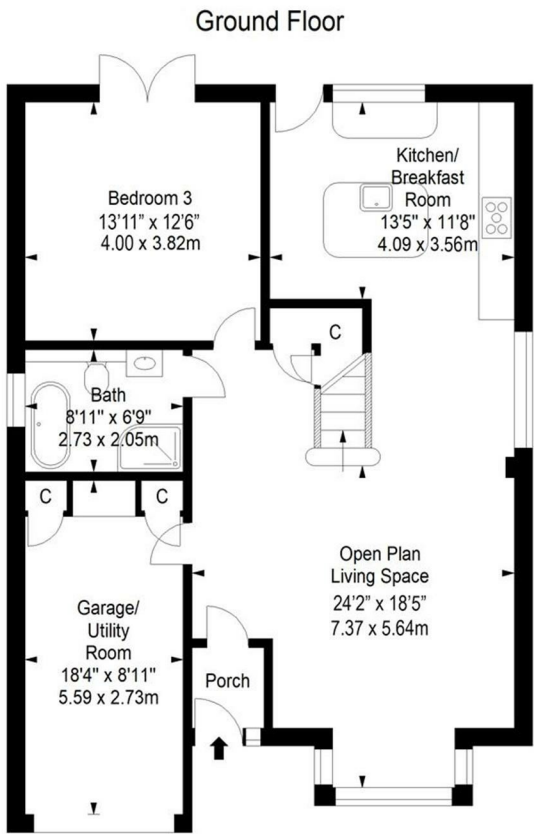 Ground Floor
Bedroom 3
13'11" x 12'6"
4.00 x 3.82m
Kitchen/
Breakfast
Room
13'5" x 11'8"
4.09 x 3.56m
C
Bath
8'11" x 6'9"
2.73 x 2.05m
C
C
Open Plan
Living Space
24'2" x 18'5"
7.37 x 5.64m
Garage/
Utility
Room
18'4" x 8'11"
5.59 x 2.73m
Porch